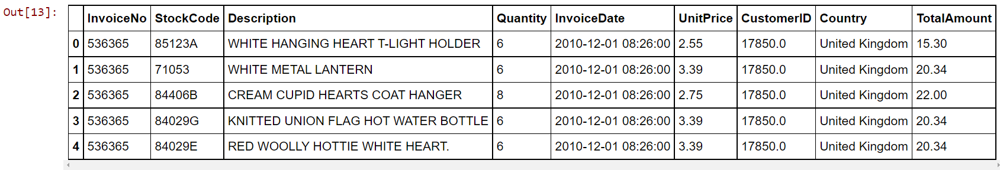 Out[13]:
InvoiceNo StockCode Description Quantity InvoiceDate UnitPrice CustomerID Country TotalAmount
0 536365 85123A WHITE HANGING HEART T-LIGHT HOLDER 6 2010-12-01 08:26:00 2.55 17850.0 United Kingdom 15.30
1 536365 71053 WHITE METAL LANTERN 6 2010-12-01 08:26:00 3.39 17850.0 United Kingdom 20.34
2 536365 84406B CREAM CUPID HEARTS COAT HANGER 8 2010-12-01 08:26:00 2.75 17850.0 United Kingdom 22.00
3 536365 84029G KNITTED UNION FLAG HOT WATER BOTTLE 6 2010-12-01 08:26:00 3.39 17850.0 United Kingdom 20.34
4 536365 84029E RED WOOLLY HOTTIE WHITE HEART. 6 2010-12-01 08:26:00 3.39 17850.0 United Kingdom 20.34